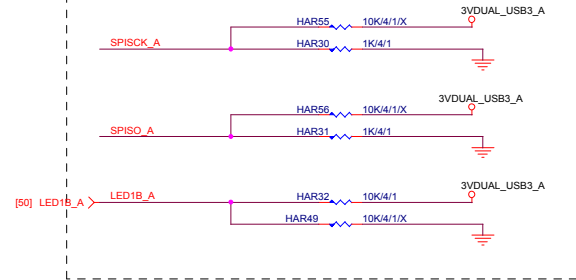 3VDUAL_USB3_A
HAR55 10K/4/1/X
SPISCK_A
HAR30 1K/4/1
3VDUAL_USB3_A
HAR56 10K/4/1/X
SPISO_A
HAR31 1K/4/1
3VDUAL_USB3_A
[50] LED1B_A LED1B_A HAR32 10K/4/1
HAR49 10K/4/1/X